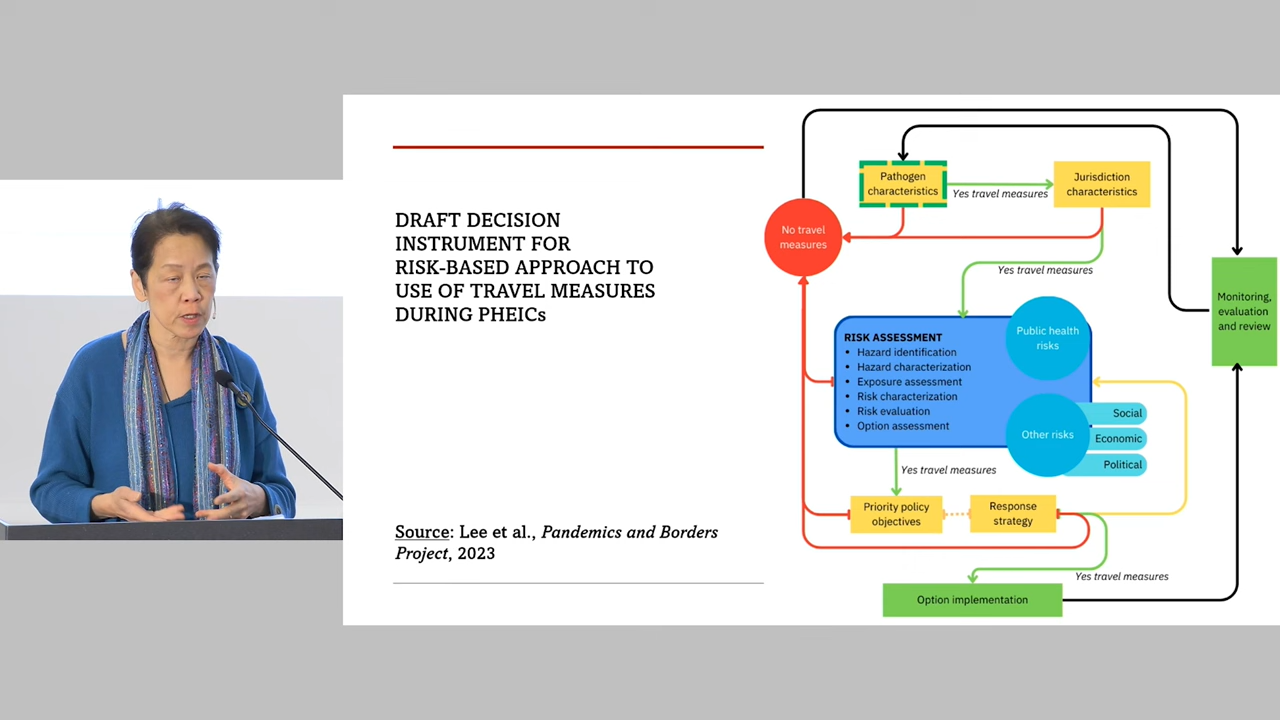 DRAFT DECISION
INSTRUMENT FOR
RISK-BASED APPROACH TO
USE OF TRAVEL MEASURES
DURING PHEICs
Source: Lee et al., Pandemics and Borders
Project, 2023
Pathogen
characteristics
Yes travel measures
Jurisdiction
characteristics
No travel
measures
Yes travel measures
Monitoring,
evaluation
and review
RISK ASSESSMENT
• Hazard identification
• Hazard characterization
• Exposure assessment
• Risk characterization
• Risk evaluation
• Option assessment
Public health
risks
Other risks
Social
Economic
Political
Yes travel measures
Priority policy
objectives
Response
strategy
Yes travel measures
Option implementation